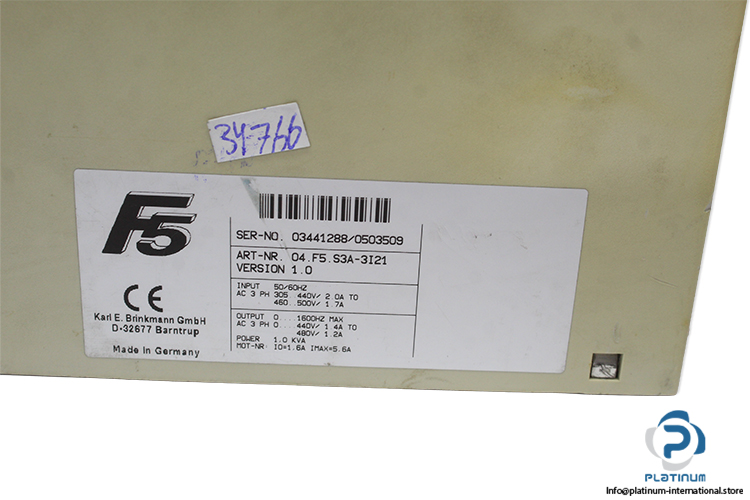 34766
F5
SER-NO. 03441288/0503509
ART-NR. 04.F5.S3A-3I21
VERSION 1.0
INPUT 50/60HZ
AC 3 PH 305 440V/ 2.0A TO
460.500V/ 1.7A
OUTPUT 0...1600HZ MAX
AC 3 PH 0... 440V/ 1.4A TO
480V/ 1.2A
POWER 1.0 KVA
MOT-NR: IO=1.6A IMAX=5.6A
CE
Karl E. Brinkmann GmbH
D-32677 Barntrup
Made in Germany
PLATINUM
Info@platinum-international.store